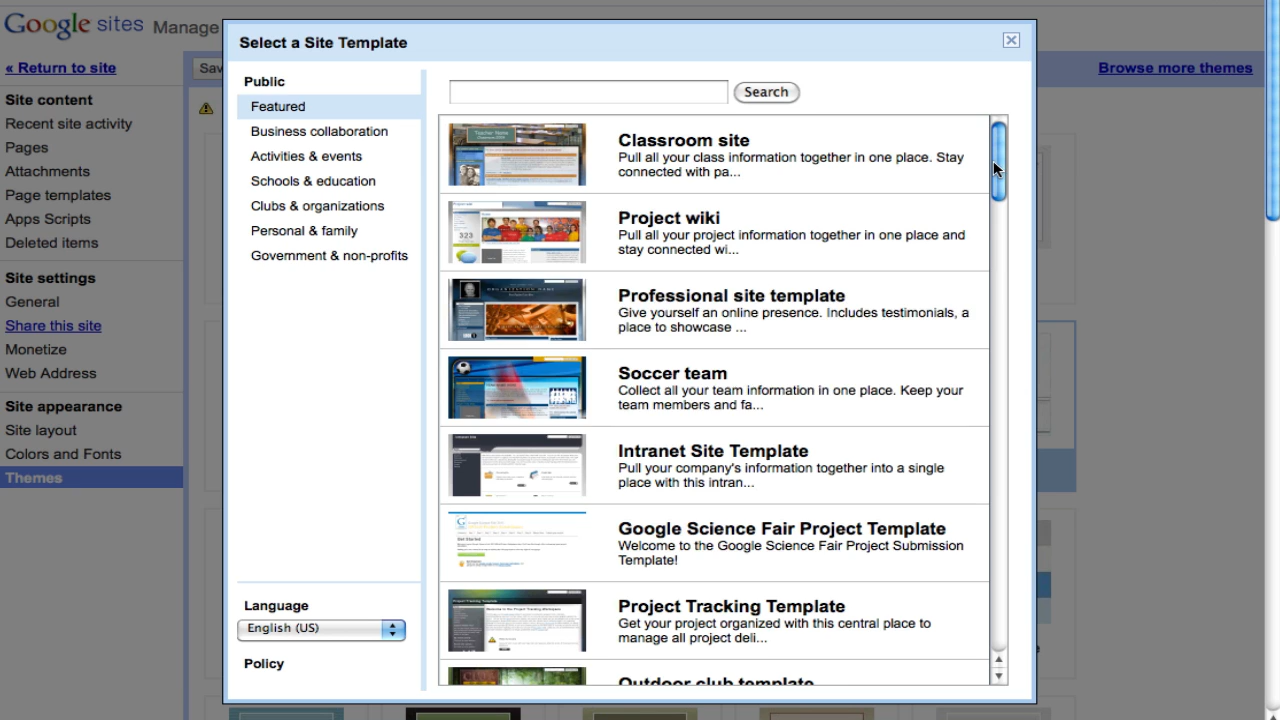 Google sites Manage
« Return to site
Sav
Browse more themes
Site content
Recent site activity
Pages
Attachments
Page templates
Apps Scripts
Deleted items
Site settings
General
Share this site
Monetize
Web Address
Site appearance
Site layout
Colors and Fonts
Themes
Select a Site Template
Public
Featured
Business collaboration
Activities & events
Schools & education
Clubs & organizations
Personal & family
Government & non-profits
Language
English (US)
Policy
Search
Classroom site
Pull all your class information together in one place. Stay
connected with pa...
Project wiki
Pull all your project information together in one place and
stay connected wi...
Professional site template
Give yourself an online presence. Includes testimonials, a
place to showcase ...
Soccer team
Collect all your team information in one place. Keep your
team members and fa...
Intranet Site Template
Pull your company's information together into a single
place with this intran...
Google Science Fair Project Template
Welcome to the Google Science Fair Project Submission
Template!
Project Tracking Template
Get your project organized with this central place to
manage all project deli...
Outdoor club template